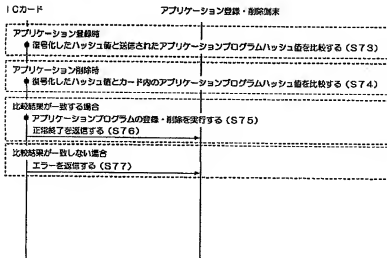 ICカード
アプリケーション登録・削除端末
アプリケーション登録時
復号化したハッシュ値と送信されたアプリケーションプログラムハッシュ値を比較する(S73)
アプリケーション削除時
復号化したハッシュ値とカード内のアプリケーションプログラムハッシュ値を比較する(S74)
比較結果が一致する場合
アプリケーションプログラムの登録・削除を実行する(S75)
正常終了を返信する(S76)
比較結果が一致しない場合
エラーを返信する(S77)